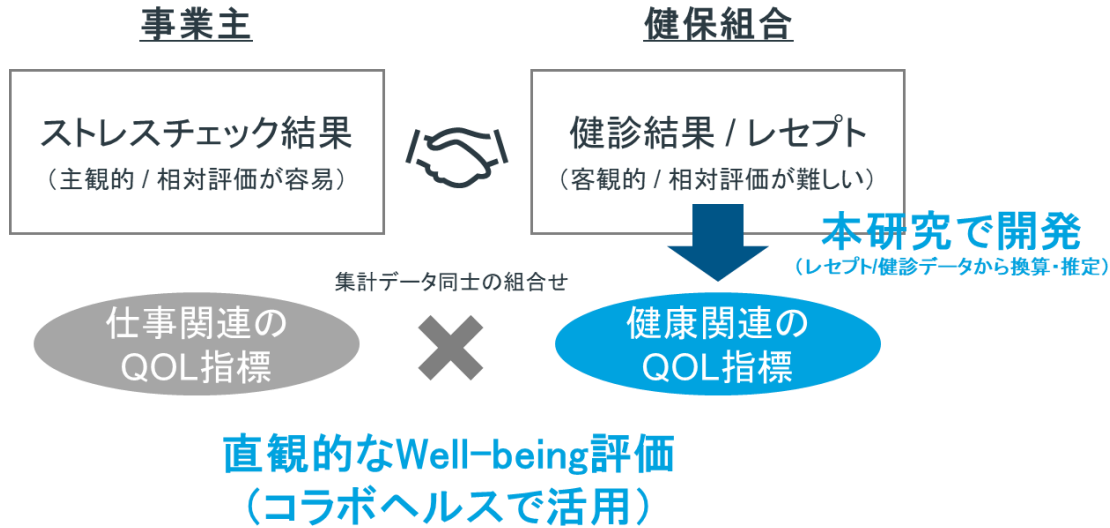 事業主
健保組合
ストレスチェック結果
（主観的 / 相対評価が容易）
健診結果 / レセプト
（客観的 / 相対評価が難しい）
本研究で開発
（レセプト/健診データから換算・推定）
集計データ同士の組合せ
仕事関連の
QOL指標
健康関連の
QOL指標
直観的なWell-being評価
（コラボヘルスで活用）